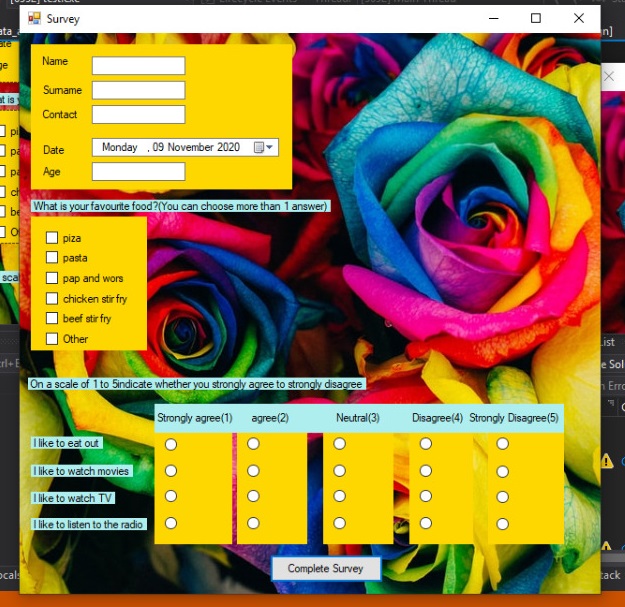 Survey
Name
Surname
Contact
Date
Monday , 09 November 2020
Age
What is your favourite food?(You can choose more than 1 answer)
piza
pasta
pap and wors
chicken stir fry
beef stir fry
Other
On a scale of 1 to 5indicate whether you strongly agree to strongly disagree
Strongly agree(1) agree(2) Neutral(3) Disagree(4) Strongly Disagree(5)
I like to eat out
I like to watch movies
I like to watch TV
I like to listen to the radio
Complete Survey